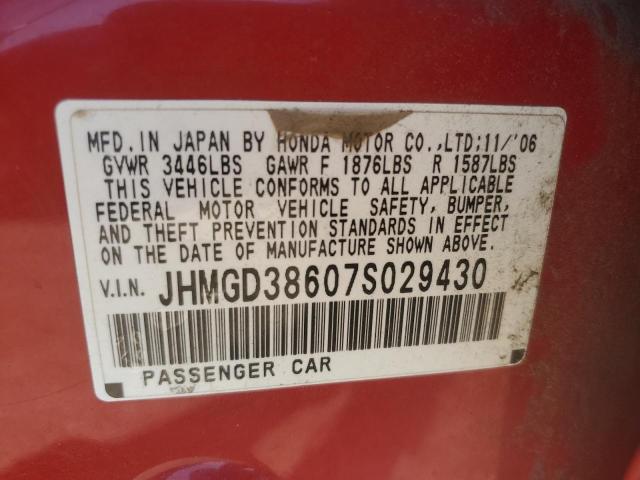 MFD. IN JAPAN BY HONDA MOTOR CO.,LTD; 11/'06
GVWR 3446LBS GAWR F 1876LBS R 1587LBS
THIS VEHICLE CONFORMS TO ALL APPLICABLE
FEDERAL MOTOR VEHICLE SAFETY, BUMPER,
AND THEFT PREVENTION STANDARDS IN EFFECT
ON THE DATE OF MANUFACTURE SHOWN ABOVE.
V.I.N. JHMGD38607S029430
PASSENGER CAR